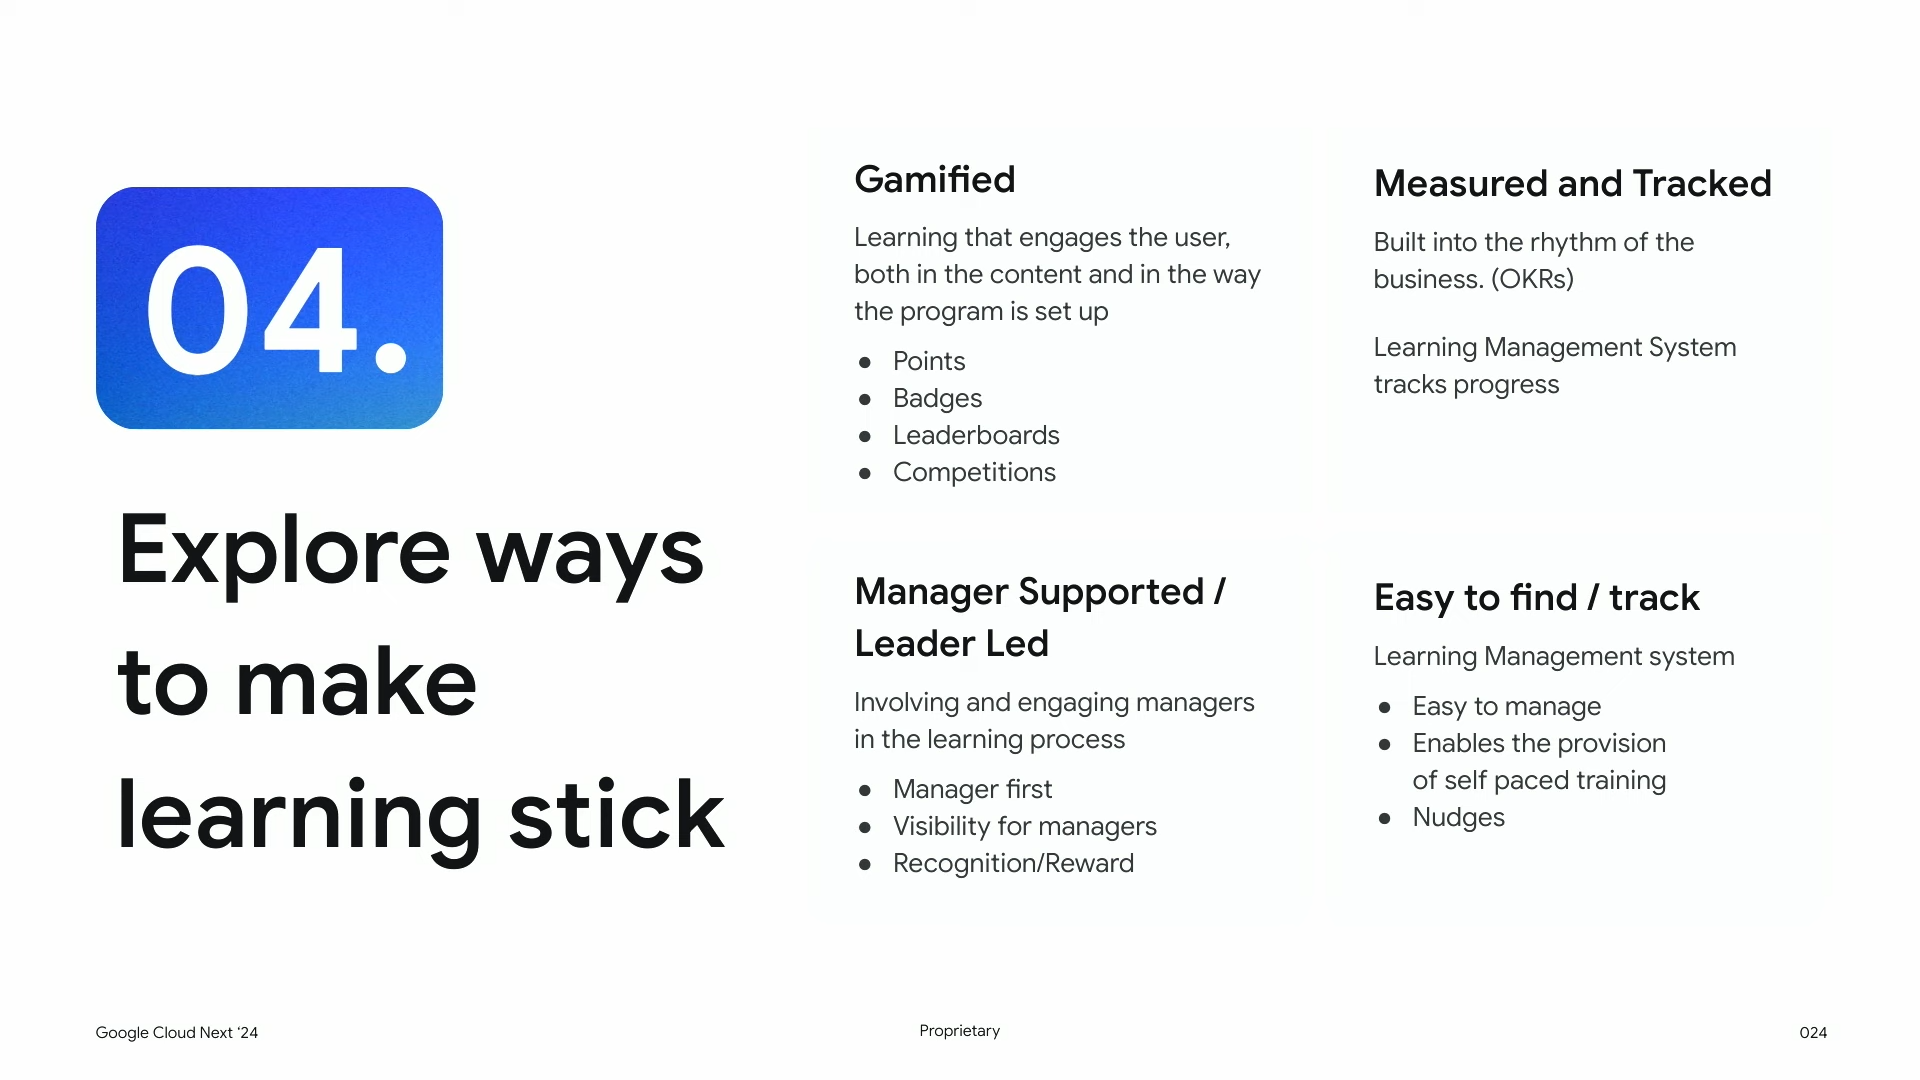 04.
Explore ways
to make
learning stick
Gamified
Learning that engages the user,
both in the content and in the way
the program is set up
● Points
● Badges
● Leaderboards
● Competitions
Measured and Tracked
Built into the rhythm of the
business. (OKRs)
Learning Management System
tracks progress
Manager Supported /
Leader Led
Involving and engaging managers
in the learning process
● Manager first
● Visibility for managers
● Recognition/Reward
Easy to find / track
Learning Management system
● Easy to manage
● Enables the provision
of self paced training
● Nudges
Google Cloud Next ‘24
Proprietary
024